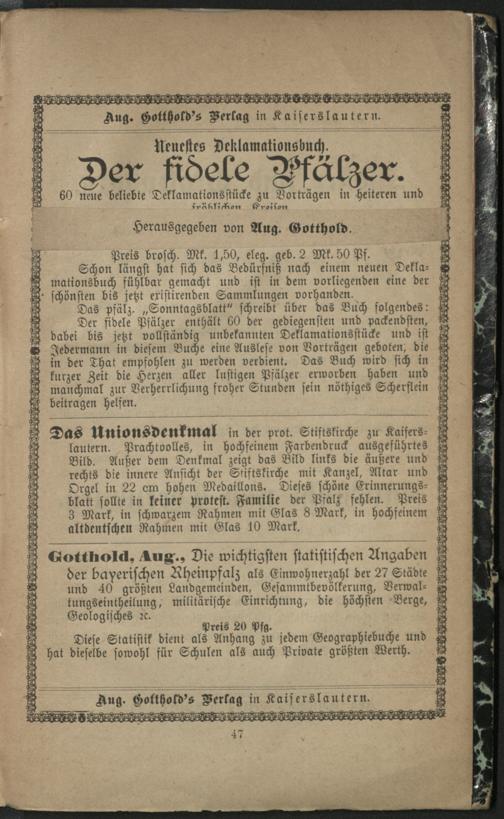 Aug. Gotthold's Verlag in Kaiserslautern.
Neuestes Deklamationsbuch.
Der fidele Pfälzer.
60 neue beliebte Deklamationsstücke zu Vorträgen in heiteren und
fröhlichen Kreisen
Herausgegeben von Aug. Gotthold.
Preis brosch. Mk. 1,50, eleg. geb. 2 Mk. 50 Pf.
Schon längst hat sich das Bedürfniß nach einem neuen Dekla-
mationsbuch fühlbar gemacht und ist in dem vorliegenden eine der
schönsten bis jetzt existirenden Sammlungen vorhanden.
Das pfälz. „Sonntagsblatt" schreibt über das Buch folgendes:
Der fidele Pfälzer enthält 60 der gediegensten und packendsten,
dabei bis jetzt vollständig unbekannten Deklamationsstücke und ist
Jedermann in diesem Buche eine Auslese von Vorträgen geboten, die
in der That empfohlen zu werden verdient. Das Buch wird sich in
kurzer Zeit die Herzen aller lustigen Pfälzer erworben haben und
manchmal zur Verherrlichung froher Stunden sein nöthiges Scherflein
beitragen helfen.
Das Unionsdenkmal in der prot. Stiftskirche zu Kaisers-
lautern. Prachtvolles, in hochfeinem Farbendruck ausgeführtes
Bild. Außer dem Denkmal zeigt das Bild links die äußere und
rechts die innere Ansicht der Stiftskirche mit Kanzel, Altar und
Orgel in 22 cm hohen Medaillons. Dieses schöne Erinnerungs-
blatt sollte in keiner protest. Familie der Pfalz fehlen. Preis
3 Mark, in schwarzem Rahmen mit Glas 8 Mark, in hochfeinem
altdeutschen Rahmen mit Glas 10 Mark.
Gotthold, Aug., Die wichtigsten statistischen Angaben
der bayerischen Rheinpfalz als Einwohnerzahl der 27 Städte
und 40 größten Landgemeinden, Gesammtbevölkerung, Verwal-
tungseintheilung, militärische Einrichtung, die höchsten Berge,
Geologisches ꝛc.
Preis 20 Pfg.
Diese Statistik dient als Anhang zu jedem Geographiebuche und
hat dieselbe sowohl für Schulen als auch Private größten Werth.
Aug. Gotthold's Verlag in Kaiserslautern.
47